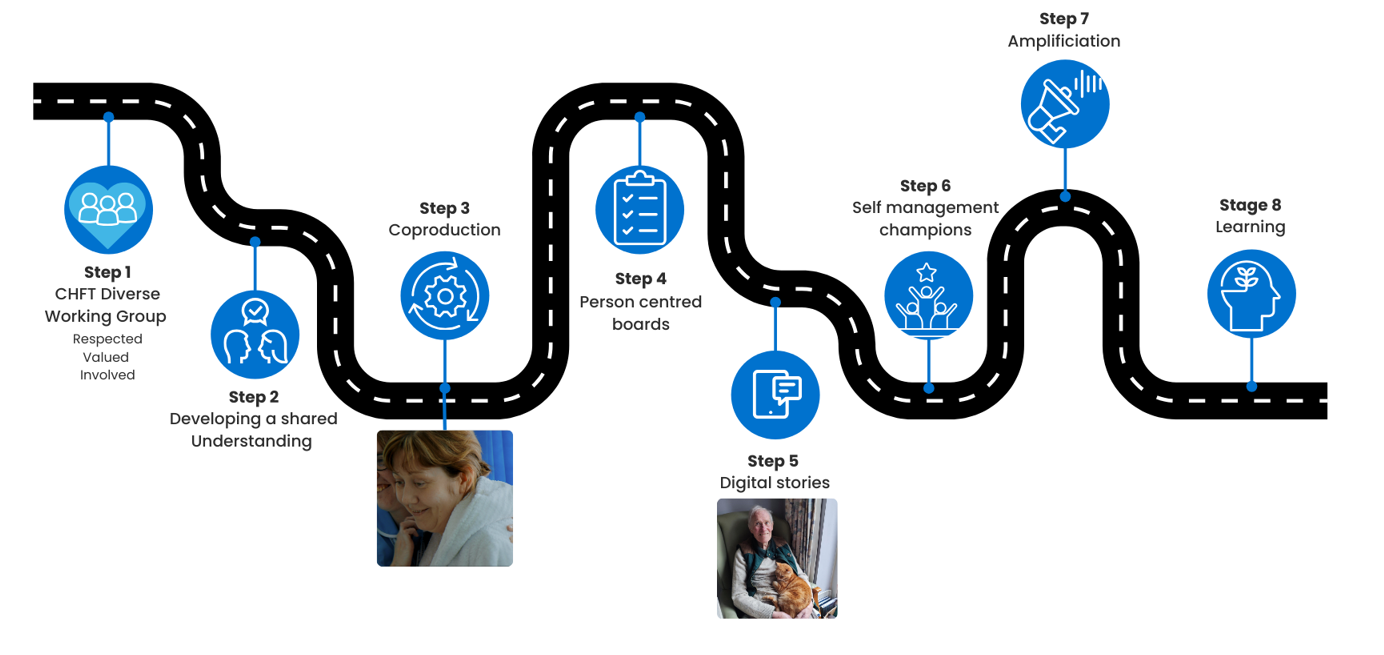 Step 1
CHFT Diverse
Working Group
Respected
Valued
Involved
Step 2
Developing a shared
Understanding
Step 3
Coproduction
Step 4
Person centred
boards
Step 5
Digital stories
Step 6
Self management
champions
Step 7
Amplificiation
Stage 8
Learning